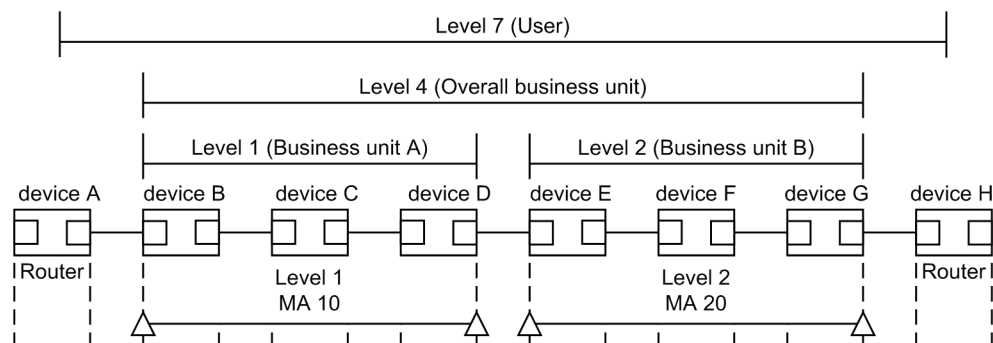 Level 7 (User)
Level 4 (Overall business unit)
Level 1 (Business unit A)
Level 2 (Business unit B)
device A
device B
device C
device D
device E
device F
device G
device H
Router
Level 1
MA 10
Level 2
MA 20
Router